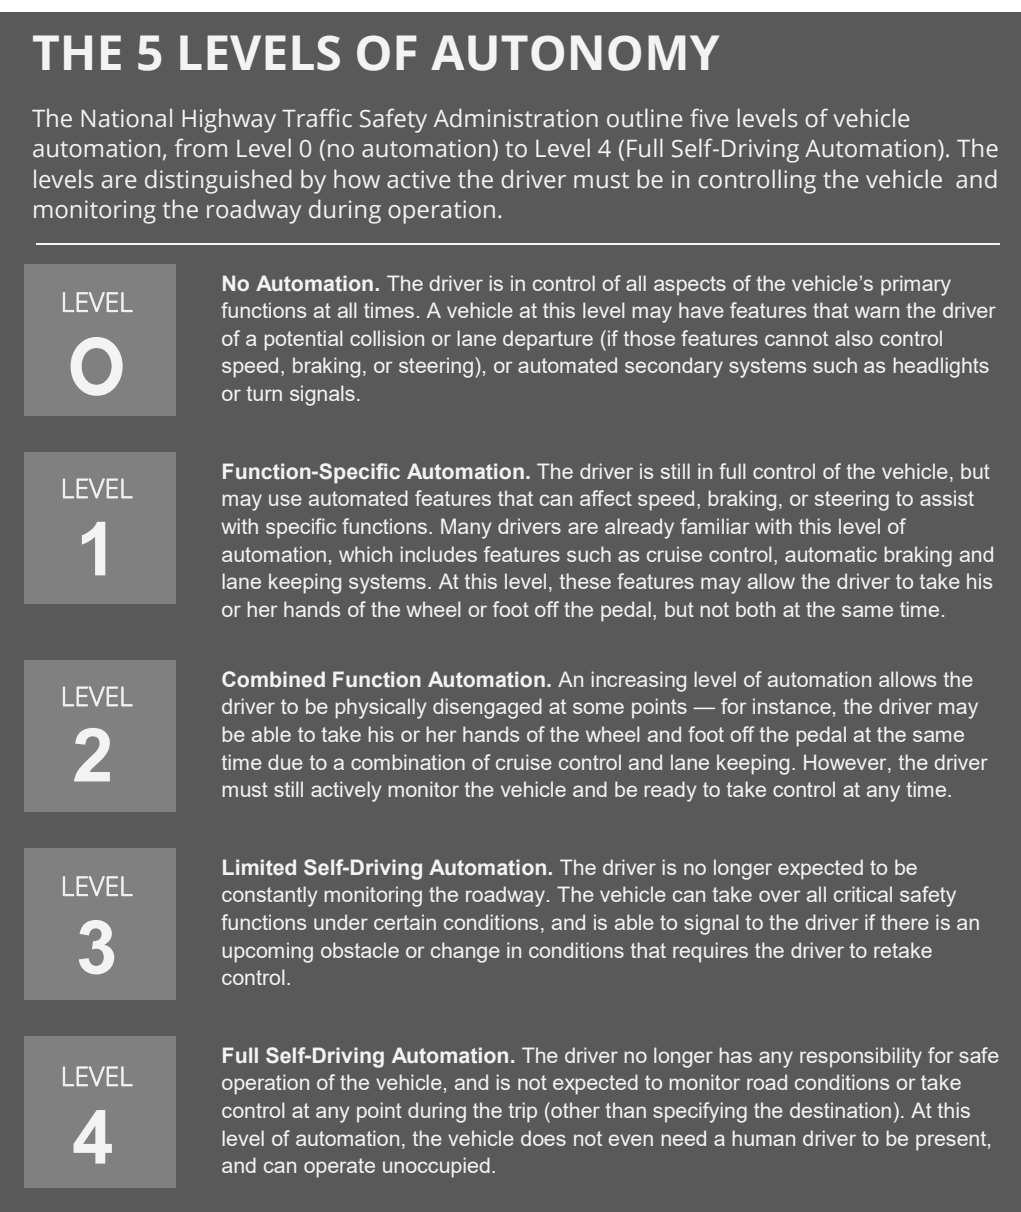 THE 5 LEVELS OF AUTONOMY
The National Highway Traffic Safety Administration outline five levels of vehicle
automation, from Level 0 (no automation) to Level 4 (Full Self-Driving Automation). The
levels are distinguished by how active the driver must be in controlling the vehicle  and
monitoring the roadway during operation.
LEVEL
0
No Automation. The driver is in control of all aspects of the vehicle’s primary
functions at all times. A vehicle at this level may have features that warn the driver
of a potential collision or lane departure (if those features cannot also control
speed, braking, or steering), or automated secondary systems such as headlights
or turn signals.
LEVEL
1
Function-Specific Automation. The driver is still in full control of the vehicle, but
may use automated features that can affect speed, braking, or steering to assist
with specific functions. Many drivers are already familiar with this level of
automation, which includes features such as cruise control, automatic braking and
lane keeping systems. At this level, these features may allow the driver to take his
or her hands of the wheel or foot off the pedal, but not both at the same time.
LEVEL
2
Combined Function Automation. An increasing level of automation allows the
driver to be physically disengaged at some points — for instance, the driver may
be able to take his or her hands of the wheel and foot off the pedal at the same
time due to a combination of cruise control and lane keeping. However, the driver
must still actively monitor the vehicle and be ready to take control at any time.
LEVEL
3
Limited Self-Driving Automation. The driver is no longer expected to be
constantly monitoring the roadway. The vehicle can take over all critical safety
functions under certain conditions, and is able to signal to the driver if there is an
upcoming obstacle or change in conditions that requires the driver to retake
control.
LEVEL
4
Full Self-Driving Automation. The driver no longer has any responsibility for safe
operation of the vehicle, and is not expected to monitor road conditions or take
control at any point during the trip (other than specifying the destination). At this
level of automation, the vehicle does not even need a human driver to be present,
and can operate unoccupied.